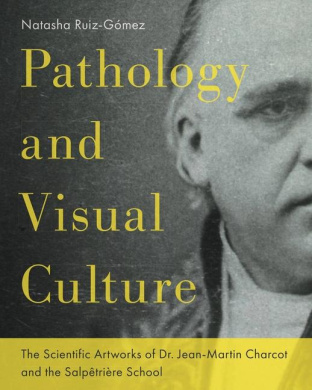 Natasha Ruiz-Gómez
Pathology
and
Visual
Culture
The Scientific Artworks of Dr. Jean-Martin Charcot
and the Salpêtrière School